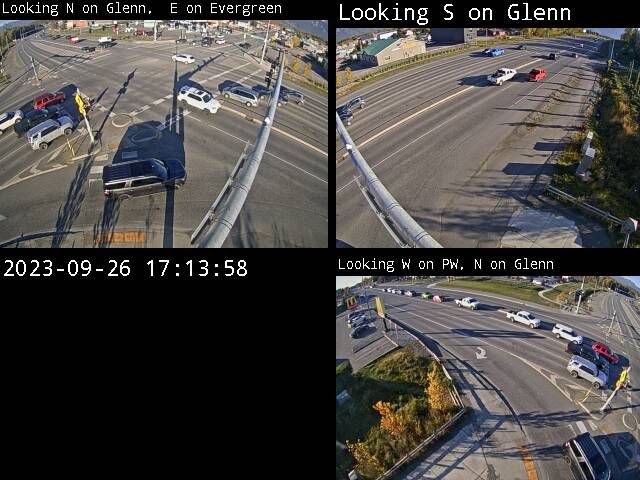 Looking N on Glenn,  E on Evergreen
Looking S on Glenn
2023-09-26 17:13:58
Looking W on PW, N on Glenn